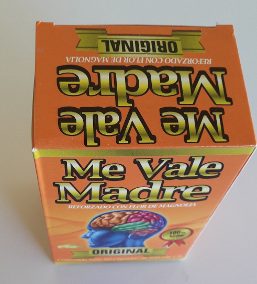 ORIGINAL
REFORZADO CON FLOR DE MAGNOLIA
Me Vale
Madre
Me Vale
Madre
REFORZADO CON FLOR DE MAGNOLIA
ORIGINAL